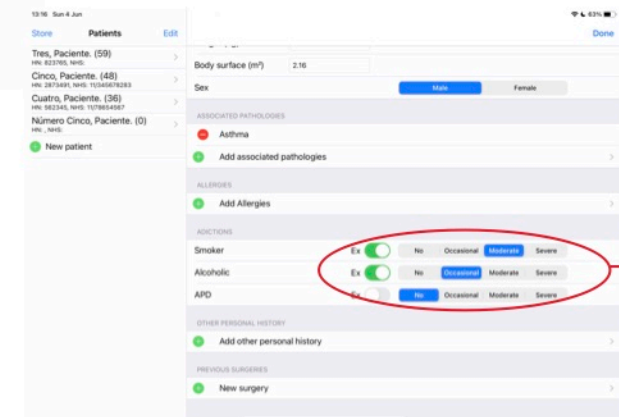 13:16 Sun 4 Jun
63%
Store Patients Edit
Done
Tres, Paciente. (59)
HN: 823765, NHS:
Cinco, Paciente. (48)
HN: 2873491, NHS: 11/345678283
Cuatro, Paciente. (36)
HN: 562345, NHS: 11/78654567
Número Cinco, Paciente. (0)
HN: , NHS:
New patient
Body surface (m²) 2.16
Sex Male Female
ASSOCIATED PATHOLOGIES
Asthma
Add associated pathologies
ALLERGIES
Add Allergies
ADICTIONS
Smoker Ex No Occasional Moderate Severe
Alcoholic Ex No Occasional Moderate Severe
APD Ex No Occasional Moderate Severe
OTHER PERSONAL HISTORY
Add other personal history
PREVIOUS SURGERIES
New surgery